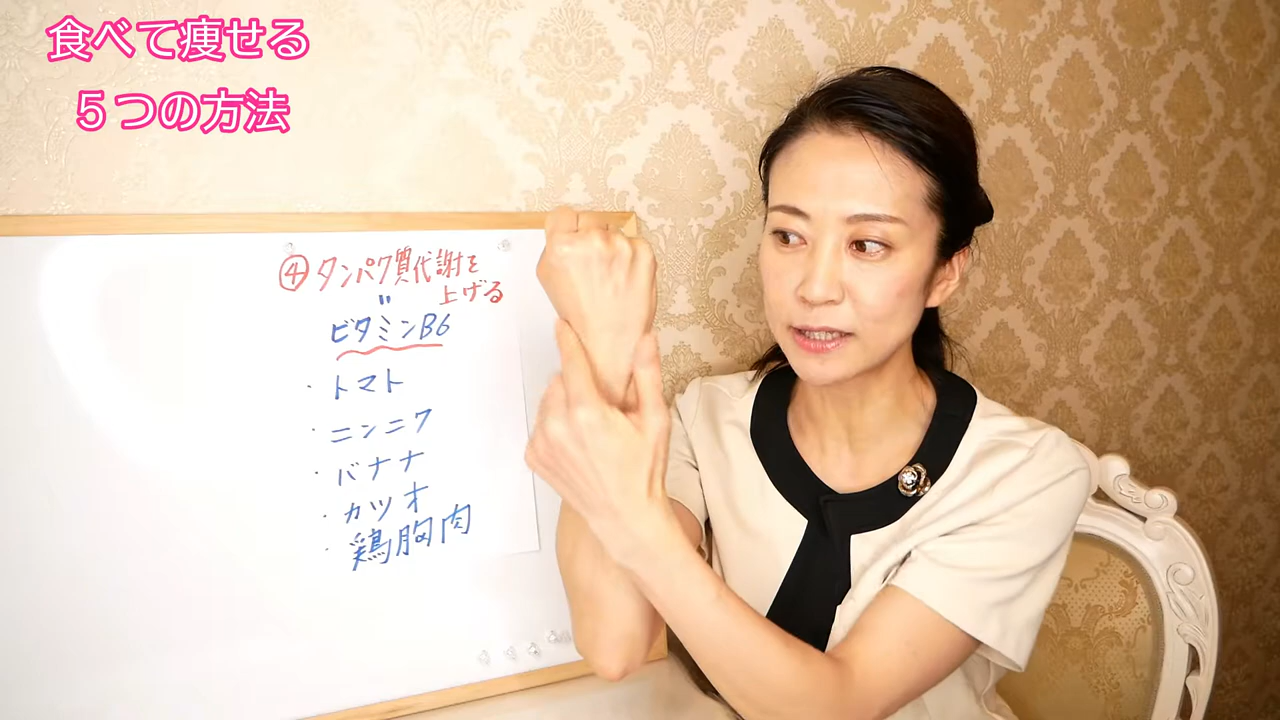 食べて痩せる
５つの方法
④タンパク質代謝を
上げる
〃
ビタミンB6
・トマト
・ニンニク
・バナナ
・カツオ
・鶏胸肉